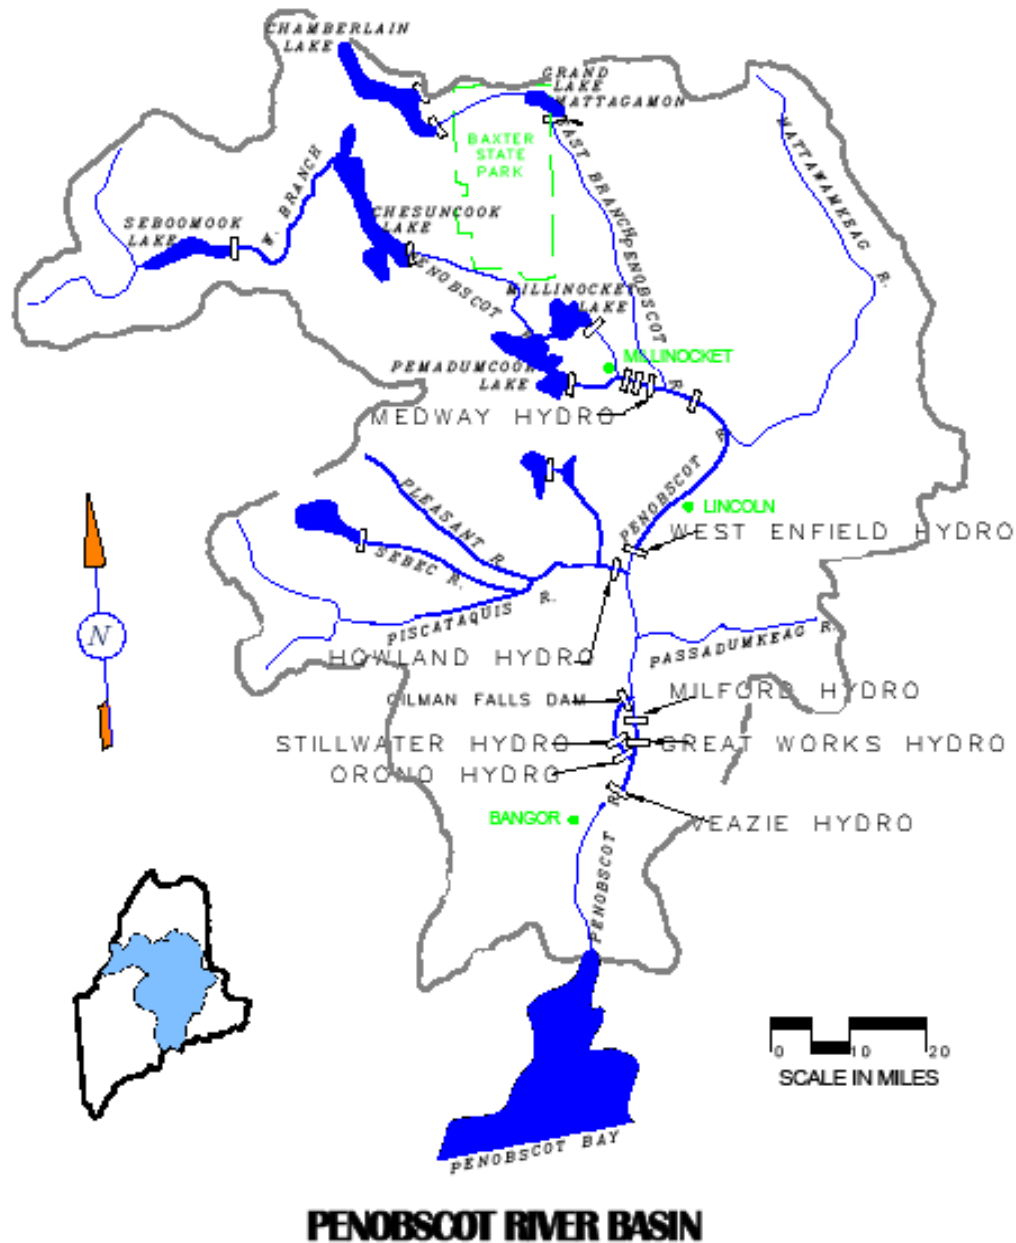 CHAMBERLAIN
LAKE
GRAND
LAKE
MATTAGAMON
BAXTER
STATE
PARK
EAST BRANCH PENOBSCOT R.
MATTAWAMKEAG R.
SEBOOMOOK
LAKE
W. BRANCH
CHESUNCOOK
LAKE
PENOBSCOT R.
MILLINOCKET
LAKE
MILLINOCKET
PEMADUMCOOK
LAKE
MEDWAY HYDRO
PLEASANT R.
PENOBSCOT R.
LINCOLN
WEST ENFIELD HYDRO
SEBEC R.
PISCATAQUIS R.
N
HOWLAND HYDRO
PASSADUMKEAG R.
GILMAN FALLS DAM
MILFORD HYDRO
STILLWATER HYDRO
GREAT WORKS HYDRO
ORONO HYDRO
BANGOR
VEAZIE HYDRO
PENOBSCOT R.
0 10 20
SCALE IN MILES
PENOBSCOT BAY
PENOBSCOT RIVER BASIN